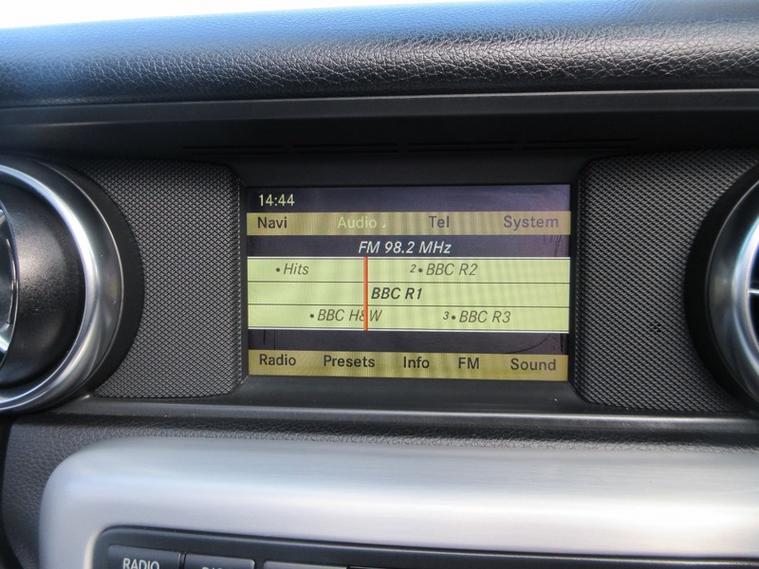 14:44
Navi Audio Tel System
FM 98.2 MHz
•Hits 2•BBC R2
BBC R1
•BBC H&W 3•BBC R3
Radio Presets Info FM Sound
RADIO